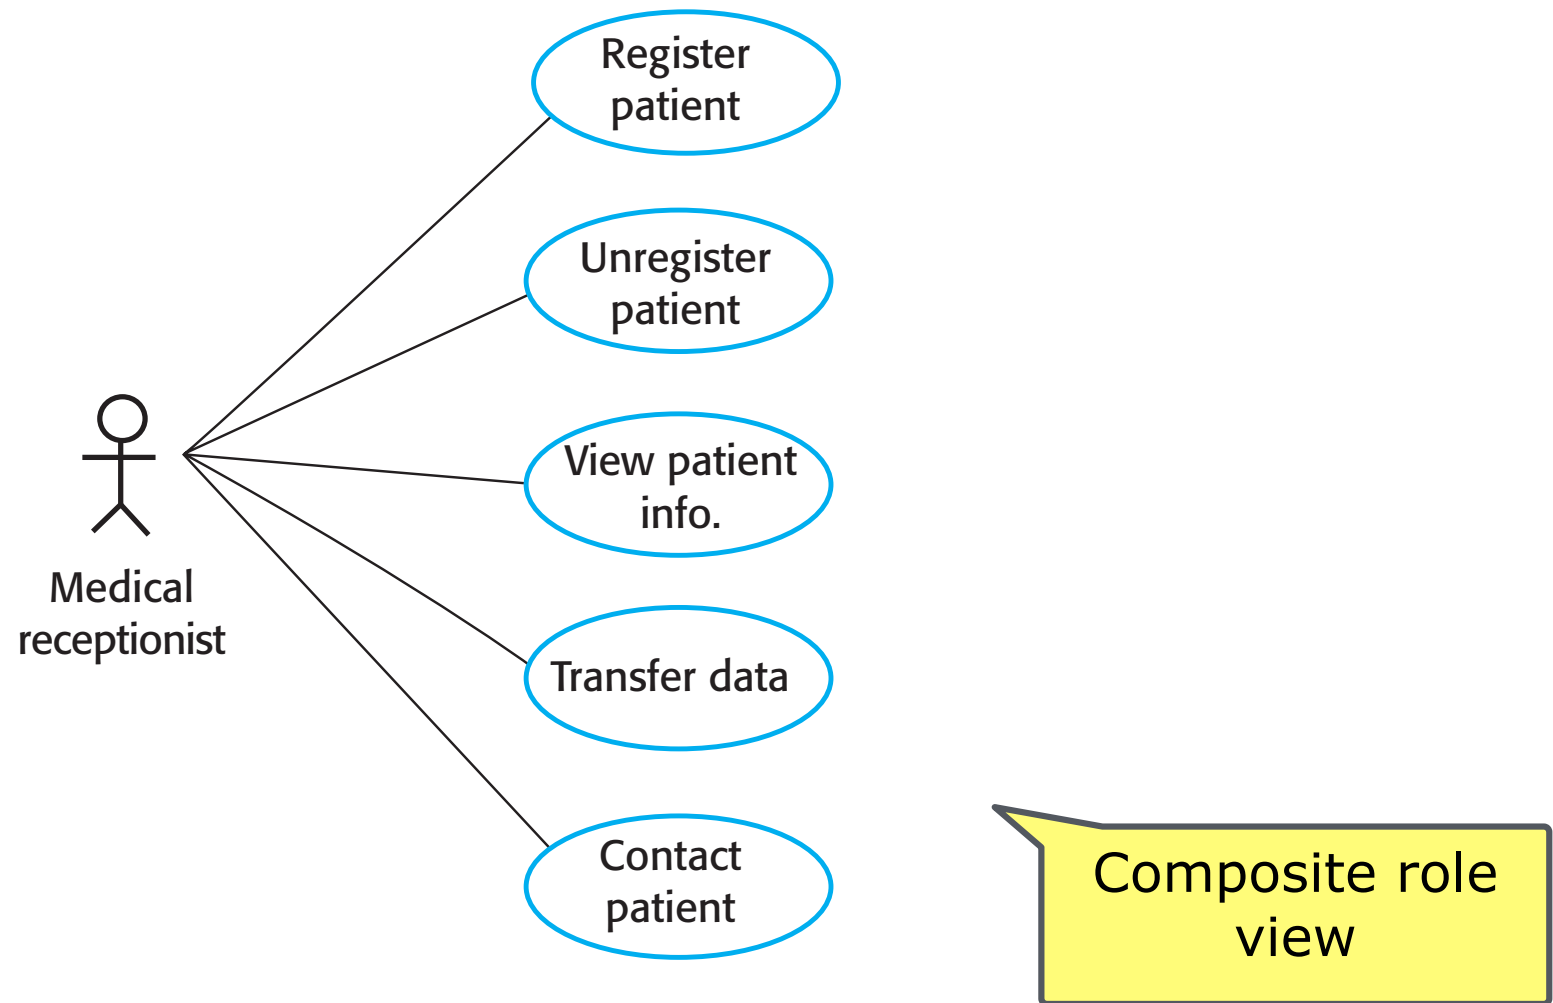 Register
patient
Unregister
patient
View patient
info.
Medical
receptionist
Transfer data
Contact
patient
Composite role
view